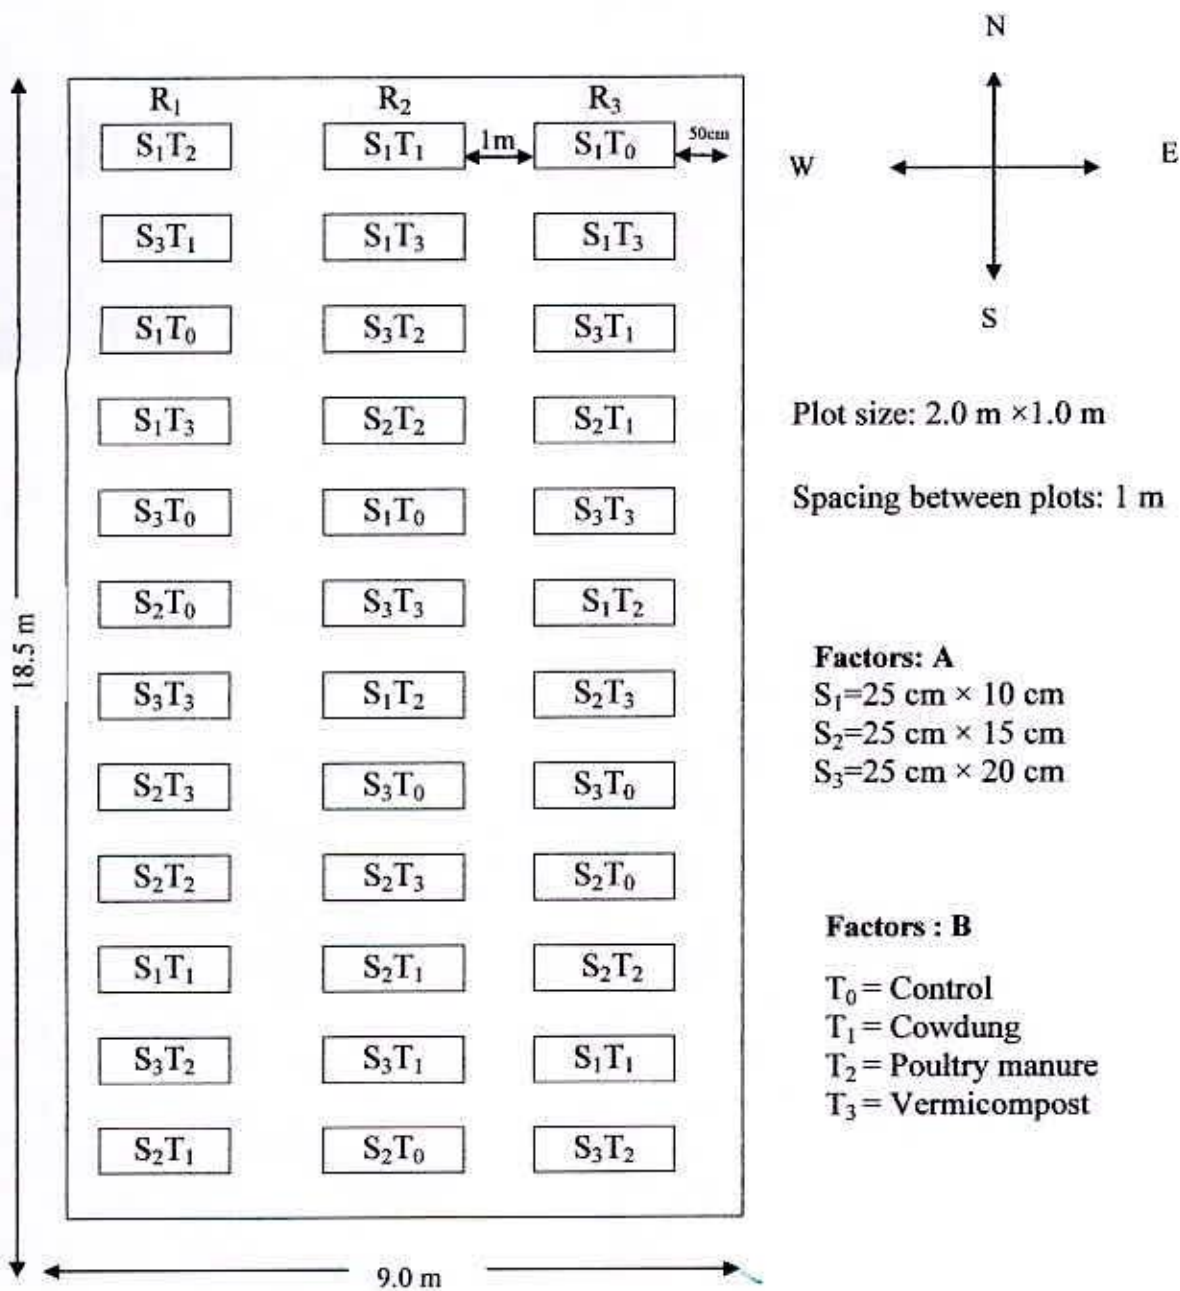 N
R₁ R₂ R₃
S₁T₂ S₁T₁ 1m S₁T₀ 50cm
W E
S₃T₁ S₁T₃ S₁T₃
S₁T₀ S₃T₂ S₃T₁
S
S₁T₃ S₂T₂ S₂T₁
Plot size: 2.0 m ×1.0 m
S₃T₀ S₁T₀ S₃T₃
Spacing between plots: 1 m
S₂T₀ S₃T₃ S₁T₂
18.5 m
S₃T₃ S₁T₂ S₂T₃
Factors: A
S₁=25 cm × 10 cm
S₂=25 cm × 15 cm
S₃=25 cm × 20 cm
S₂T₃ S₃T₀ S₃T₀
S₂T₂ S₂T₃ S₂T₀
S₁T₁ S₂T₁ S₂T₂
S₃T₂ S₃T₁ S₁T₁
S₂T₁ S₂T₀ S₃T₂
Factors : B
T₀ = Control
T₁ = Cowdung
T₂ = Poultry manure
T₃ = Vermicompost
9.0 m